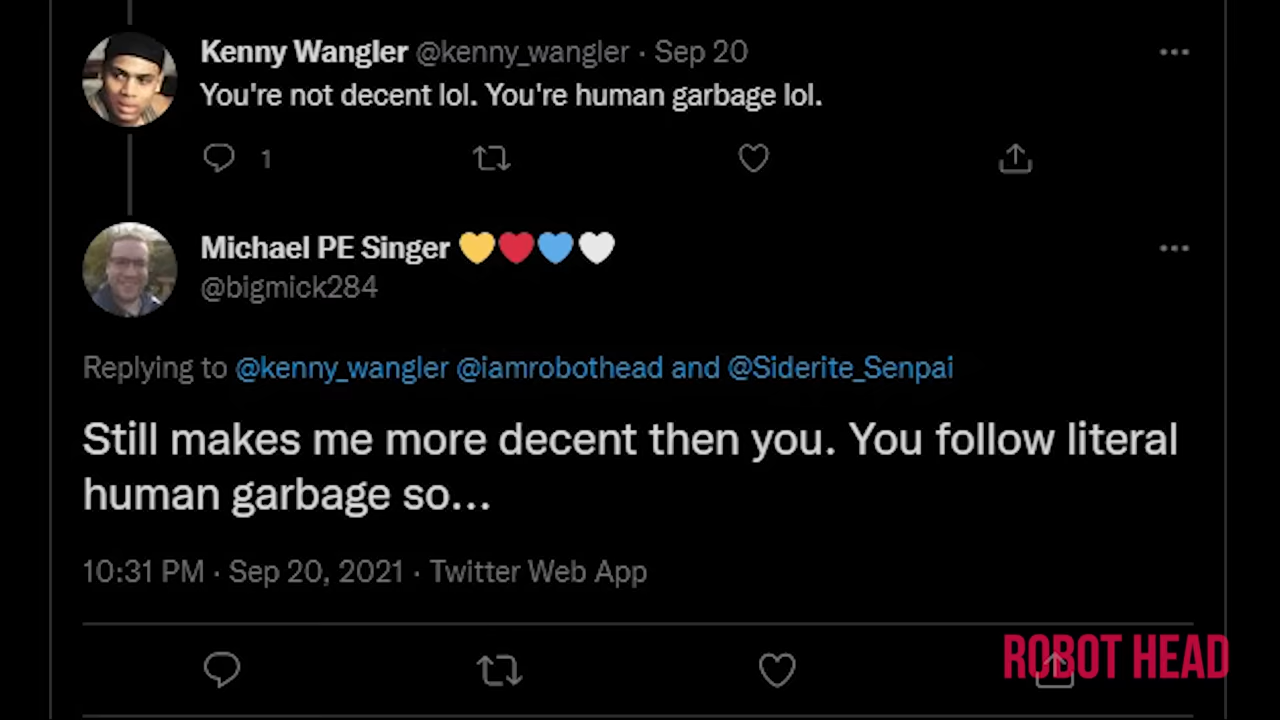 Kenny Wangler @kenny_wangler · Sep 20
You're not decent lol. You're human garbage lol.
1
Michael PE Singer 💛❤️💙🤍
@bigmick284
Replying to @kenny_wangler @iamrobothead and @Siderite_Senpai
Still makes me more decent then you. You follow literal
human garbage so...
10:31 PM · Sep 20, 2021 · Twitter Web App
ROBOT HEAD